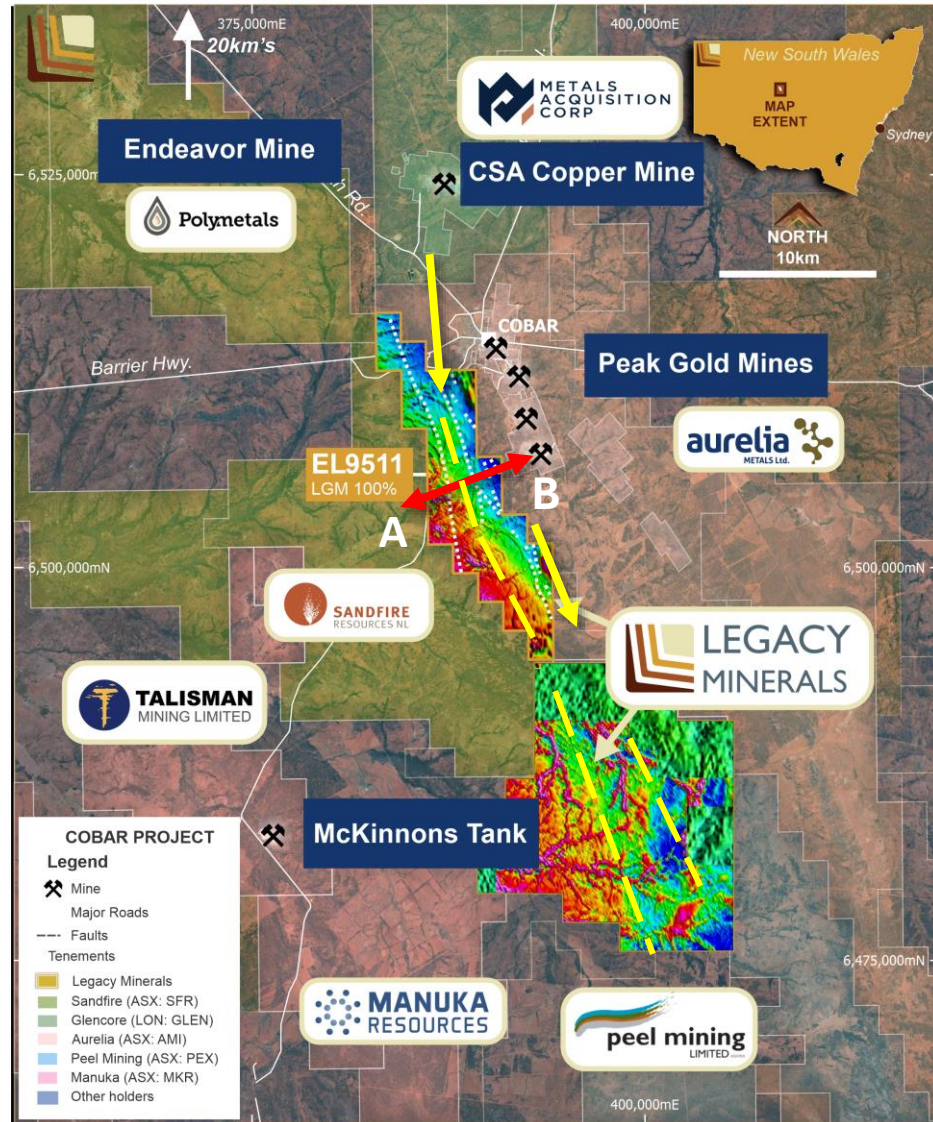 375,000mE
400,000mE
20km's
New South Wales
MAP
EXTENT
Sydney
METALS
ACQUISITION
CORP
Endeavor Mine
CSA Copper Mine
6,525,000m
Rd.
Polymetals
NORTH
10km
COBAR
Barrier Hwy.
Peak Gold Mines
aurelia
METALS Ltd.
EL9511
LGM 100%
A
B
6,500,000mN
6,500,000mN
SANDFIRE
RESOURCES NL
LEGACY
MINERALS
TALISMAN
MINING LIMITED
McKinnons Tank
COBAR PROJECT
Legend
Mine
Major Roads
Faults
Tenements
Legacy Minerals
Sandfire (ASX: SFR)
Glencore (LON: GLEN)
Aurelia (ASX: AMI)
Peel Mining (ASX: PEX)
Manuka (ASX: MKR)
Other holders
6,475,000mN
MANUKA
RESOURCES
peel mining
LIMITED
400,000mE